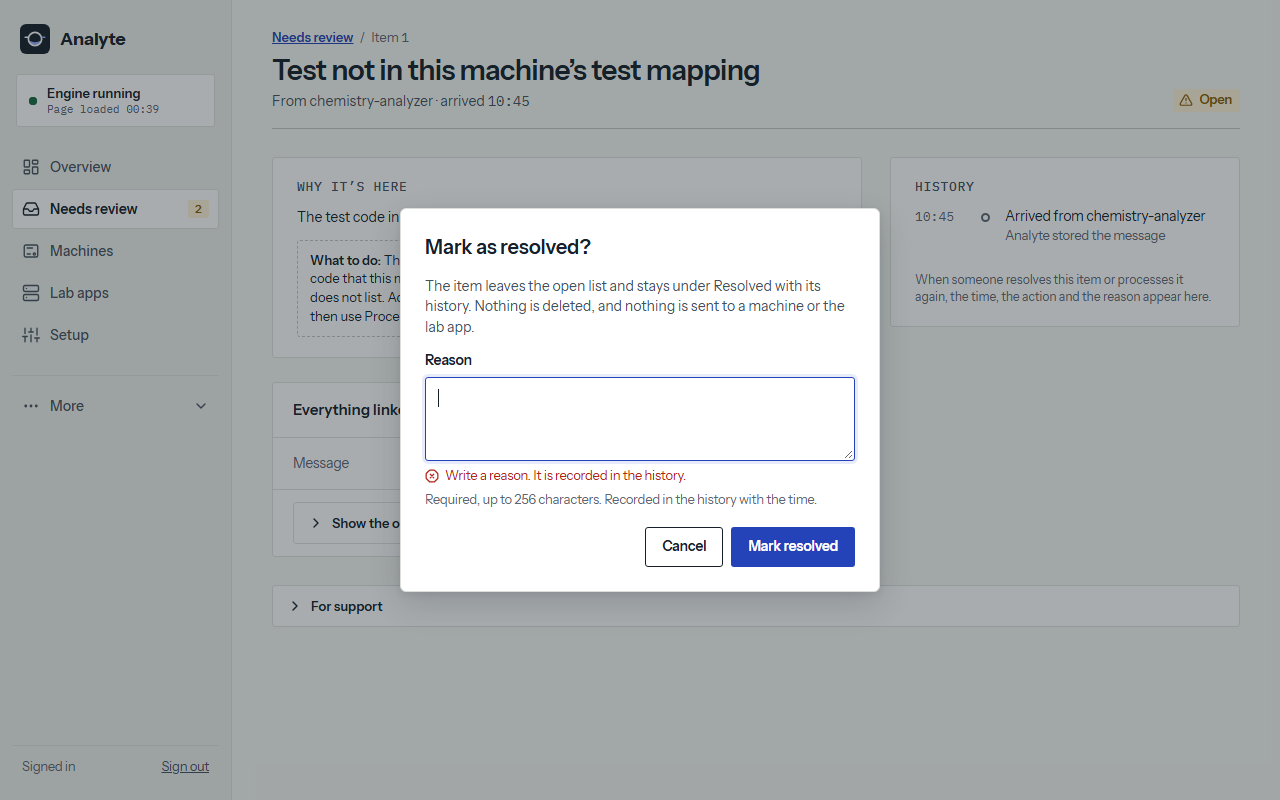 Analyte
Engine running
Page loaded 00:39
Overview
Needs review 2
Machines
Lab apps
Setup
More
Signed in Sign out
Needs review / Item 1
Test not in this machine’s test mapping
From chemistry-analyzer · arrived 10:45
Open
WHY IT’S HERE
The test code in
What to do: Th
code that this
does not list. Ac
then use Proce
Everything link
Message
Show the o
For support
HISTORY
10:45 Arrived from chemistry-analyzer
Analyte stored the message
When someone resolves this item or processes it
again, the time, the action and the reason appear here.
Mark as resolved?
The item leaves the open list and stays under Resolved with its
history. Nothing is deleted, and nothing is sent to a machine or the
lab app.
Reason
Write a reason. It is recorded in the history.
Required, up to 256 characters. Recorded in the history with the time.
Cancel Mark resolved